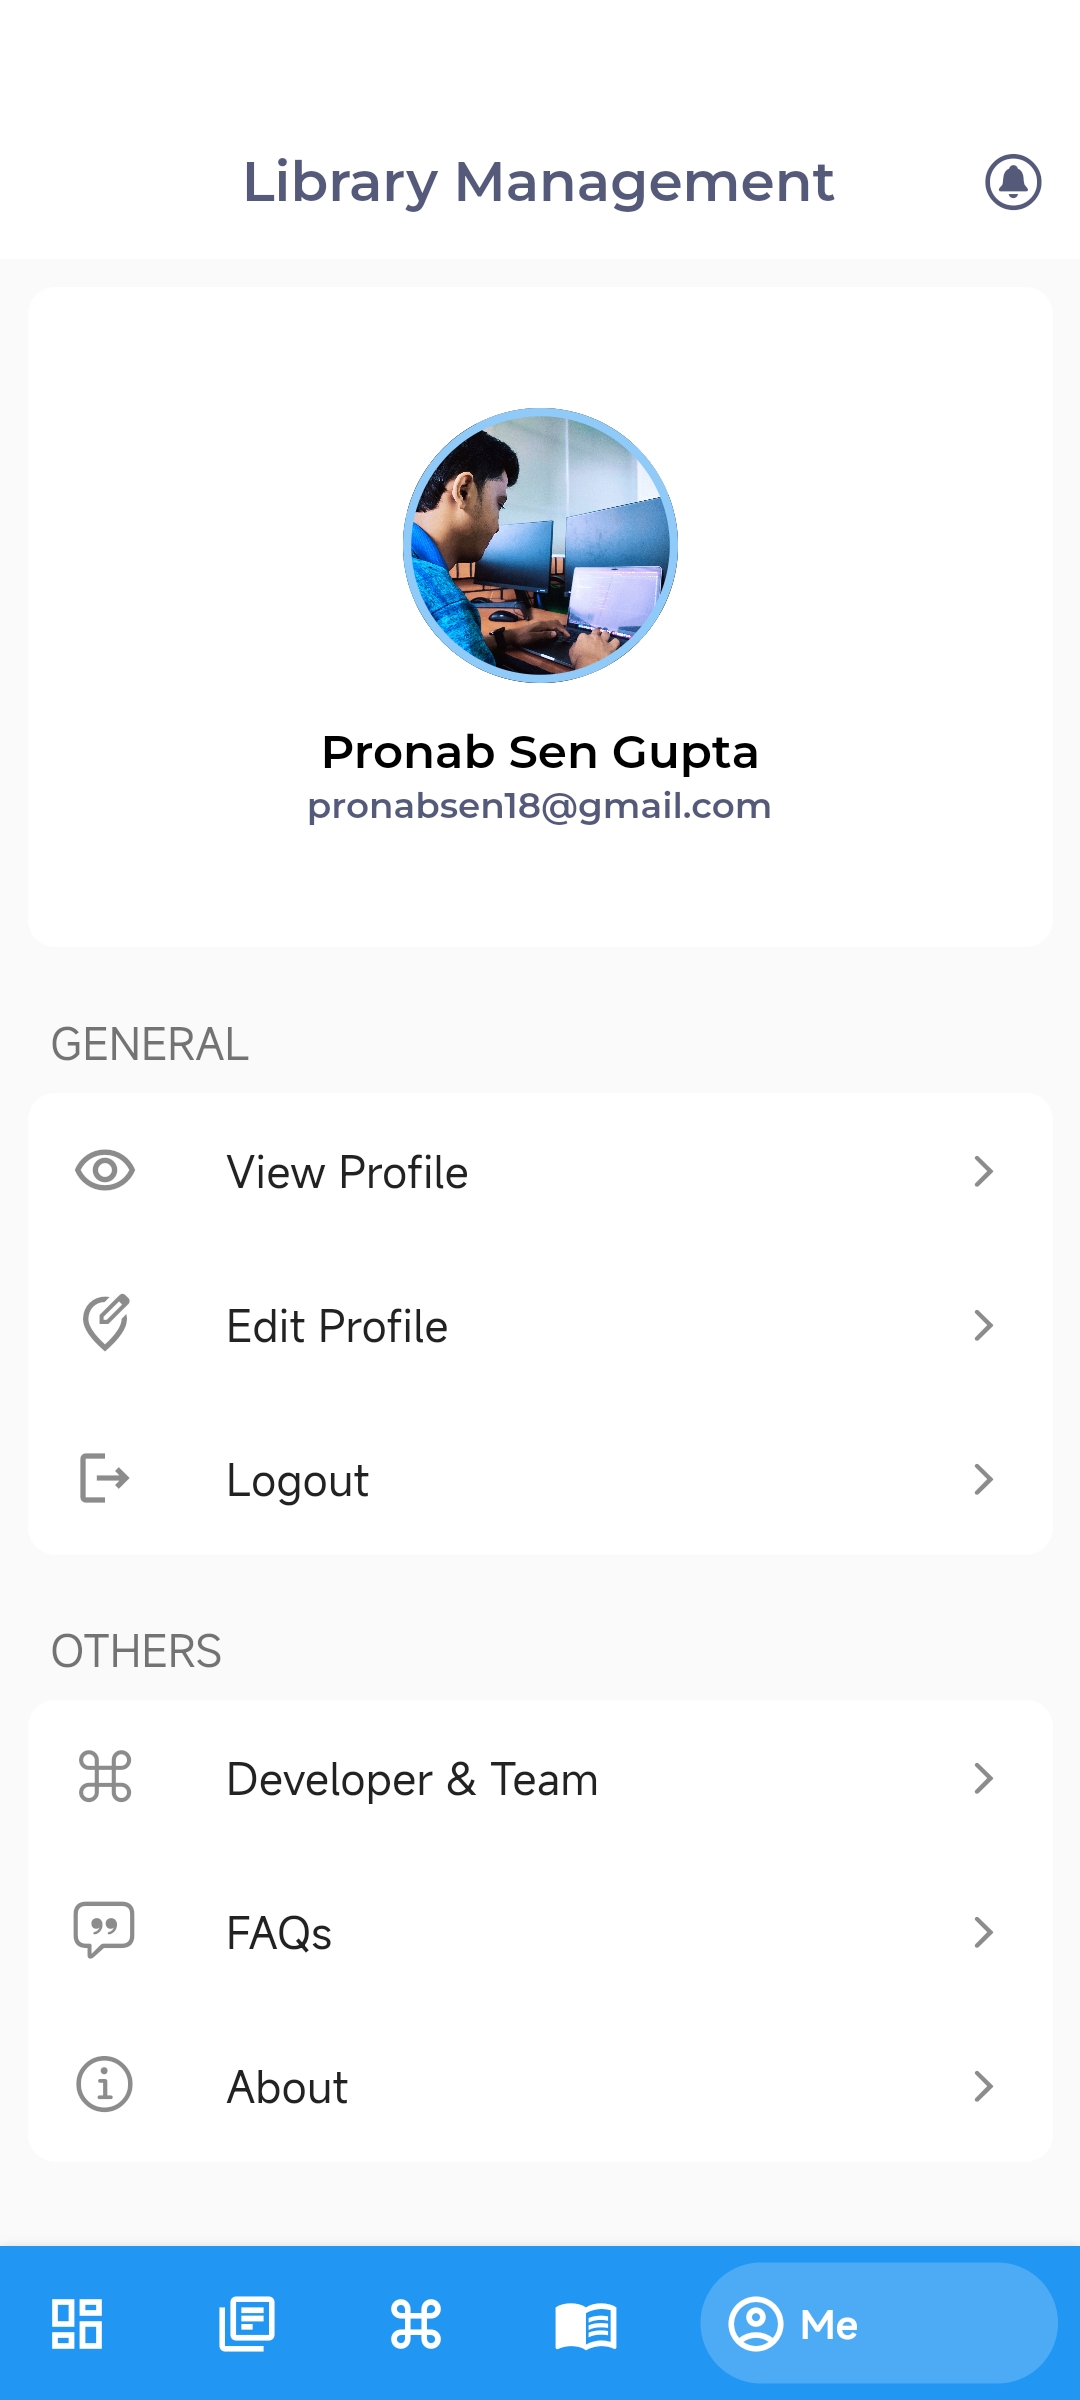 Library Management
Pronab Sen Gupta
pronabsen18@gmail.com
GENERAL
View Profile
Edit Profile
Logout
OTHERS
Developer & Team
FAQs
About
Me